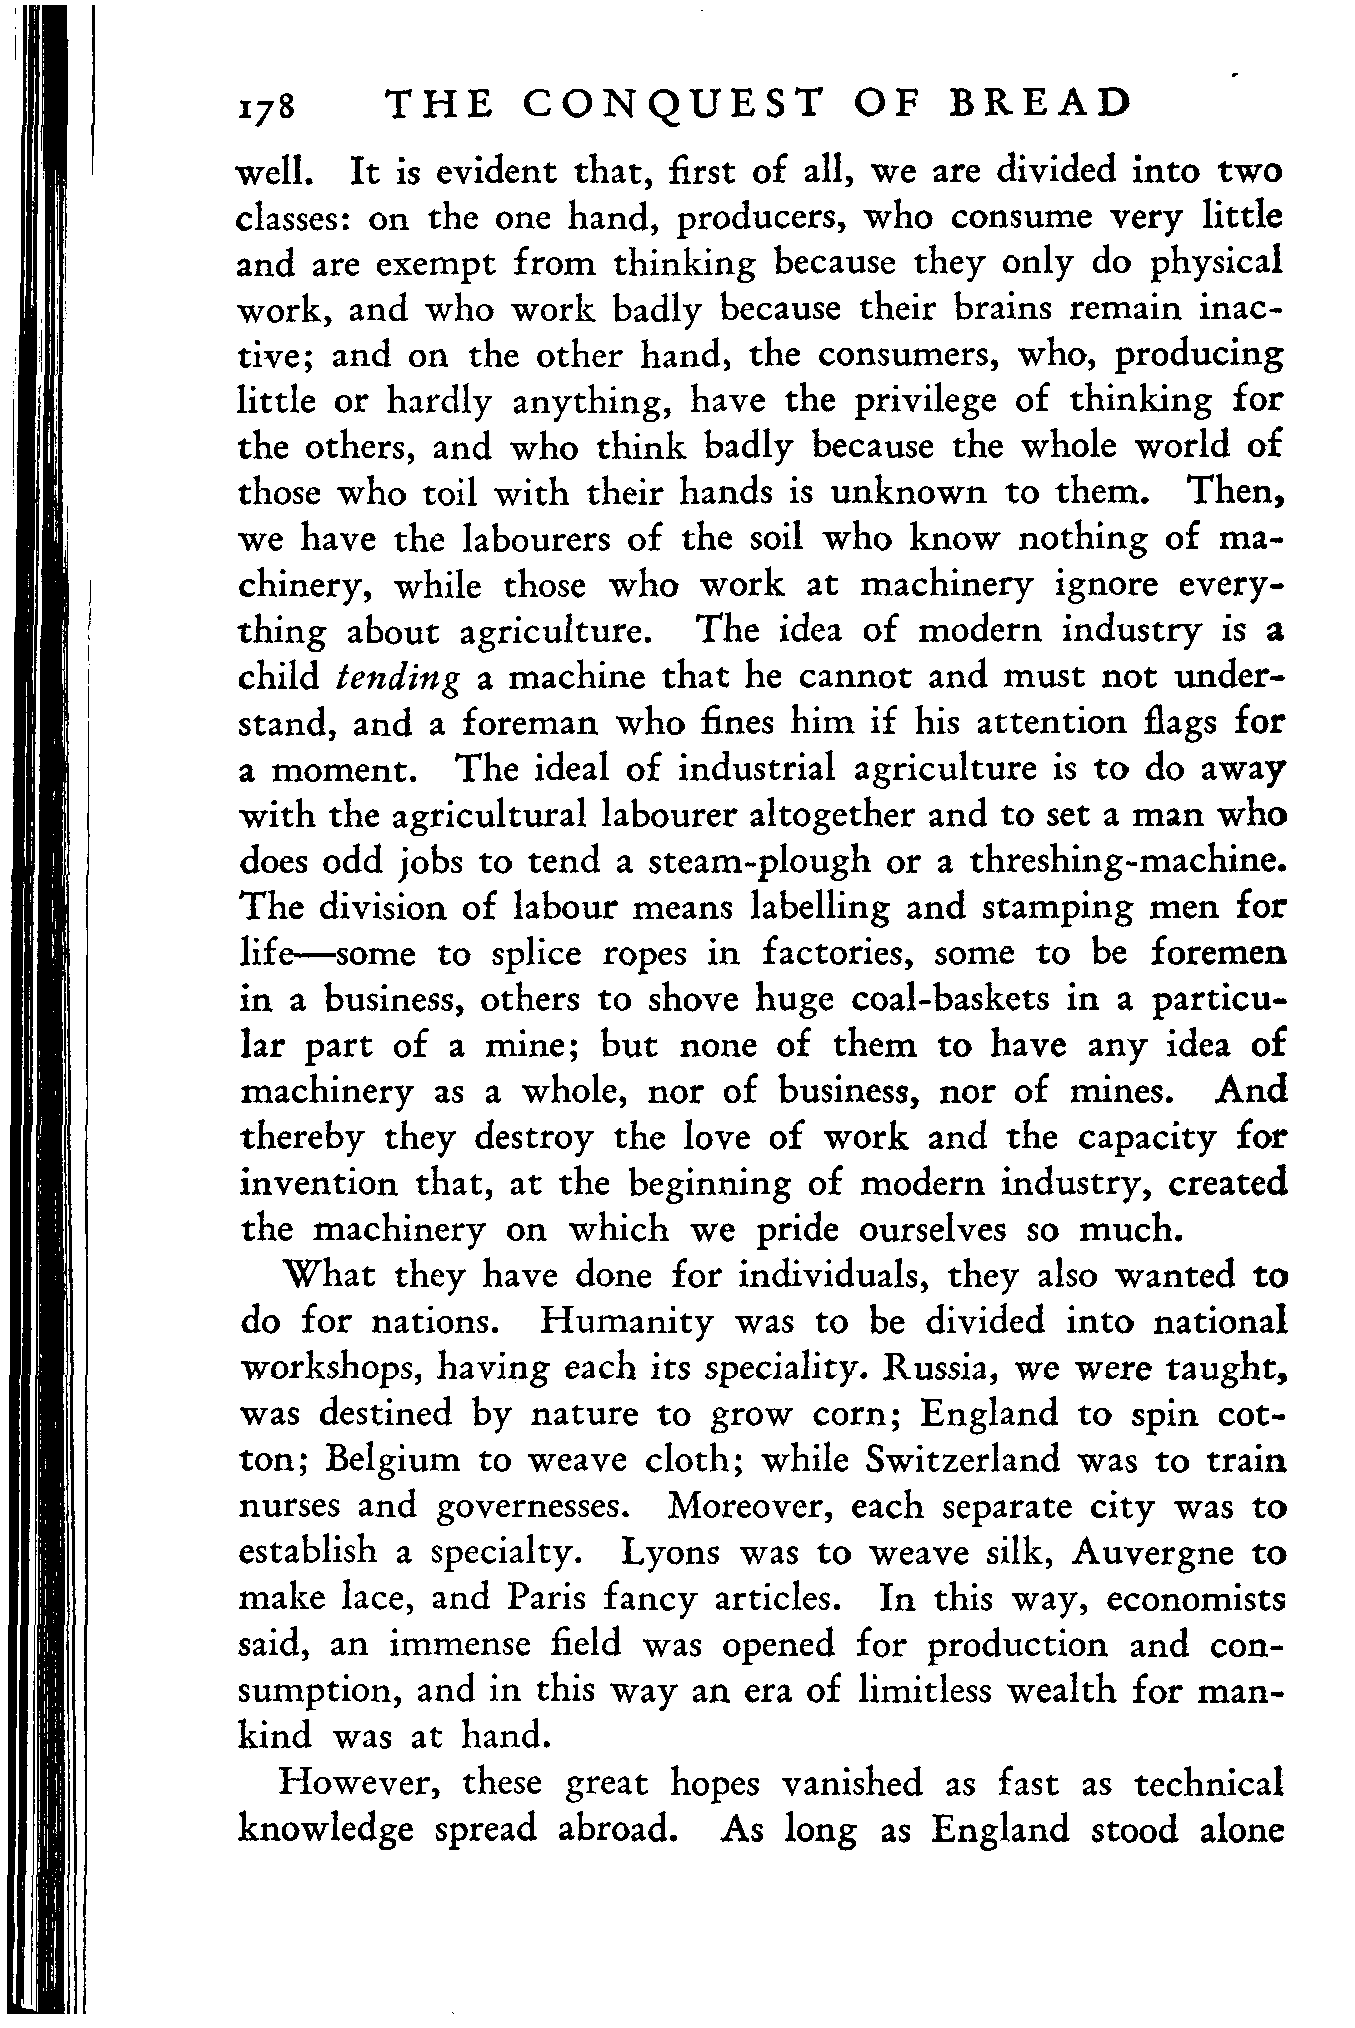 178 THE CONQUEST OF BREAD
well. It is evident that, first of all, we are divided into two
classes: on the one hand, producers, who consume very little
and are exempt from thinking because they only do physical
work, and who work badly because their brains remain inac-
tive; and on the other hand, the consumers, who, producing
little or hardly anything, have the privilege of thinking for
the others, and who think badly because the whole world of
those who toil with their hands is unknown to them. Then,
we have the labourers of the soil who know nothing of ma-
chinery, while those who work at machinery ignore every-
thing about agriculture. The idea of modern industry is a
child tending a machine that he cannot and must not under-
stand, and a foreman who fines him if his attention flags for
a moment. The ideal of industrial agriculture is to do away
with the agricultural labourer altogether and to set a man who
does odd jobs to tend a steam-plough or a threshing-machine.
The division of labour means labelling and stamping men for
life—some to splice ropes in factories, some to be foremen
in a business, others to shove huge coal-baskets in a particu-
lar part of a mine; but none of them to have any idea of
machinery as a whole, nor of business, nor of mines. And
thereby they destroy the love of work and the capacity for
invention that, at the beginning of modern industry, created
the machinery on which we pride ourselves so much.
What they have done for individuals, they also wanted to
do for nations. Humanity was to be divided into national
workshops, having each its speciality. Russia, we were taught,
was destined by nature to grow corn; England to spin cot-
ton; Belgium to weave cloth; while Switzerland was to train
nurses and governesses. Moreover, each separate city was to
establish a specialty. Lyons was to weave silk, Auvergne to
make lace, and Paris fancy articles. In this way, economists
said, an immense field was opened for production and con-
sumption, and in this way an era of limitless wealth for man-
kind was at hand.
However, these great hopes vanished as fast as technical
knowledge spread abroad. As long as England stood alone